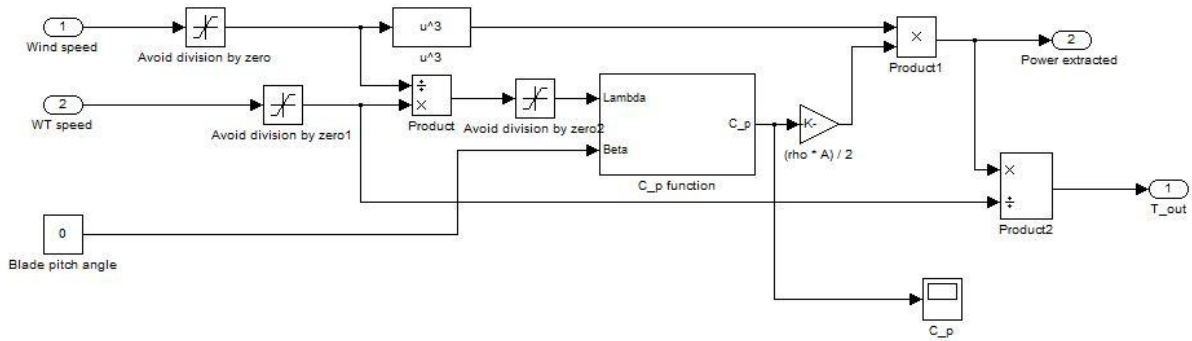 1
Wind speed
Avoid division by zero
u^3
u^3
×
Product1
2
Power extracted
2
WT speed
Avoid division by zero1
÷
×
Product
Avoid division by zero2
Lambda
Beta
C_p
C_p function
K-
(rho * A) / 2
×
÷
Product2
1
T_out
0
Blade pitch angle
C_p